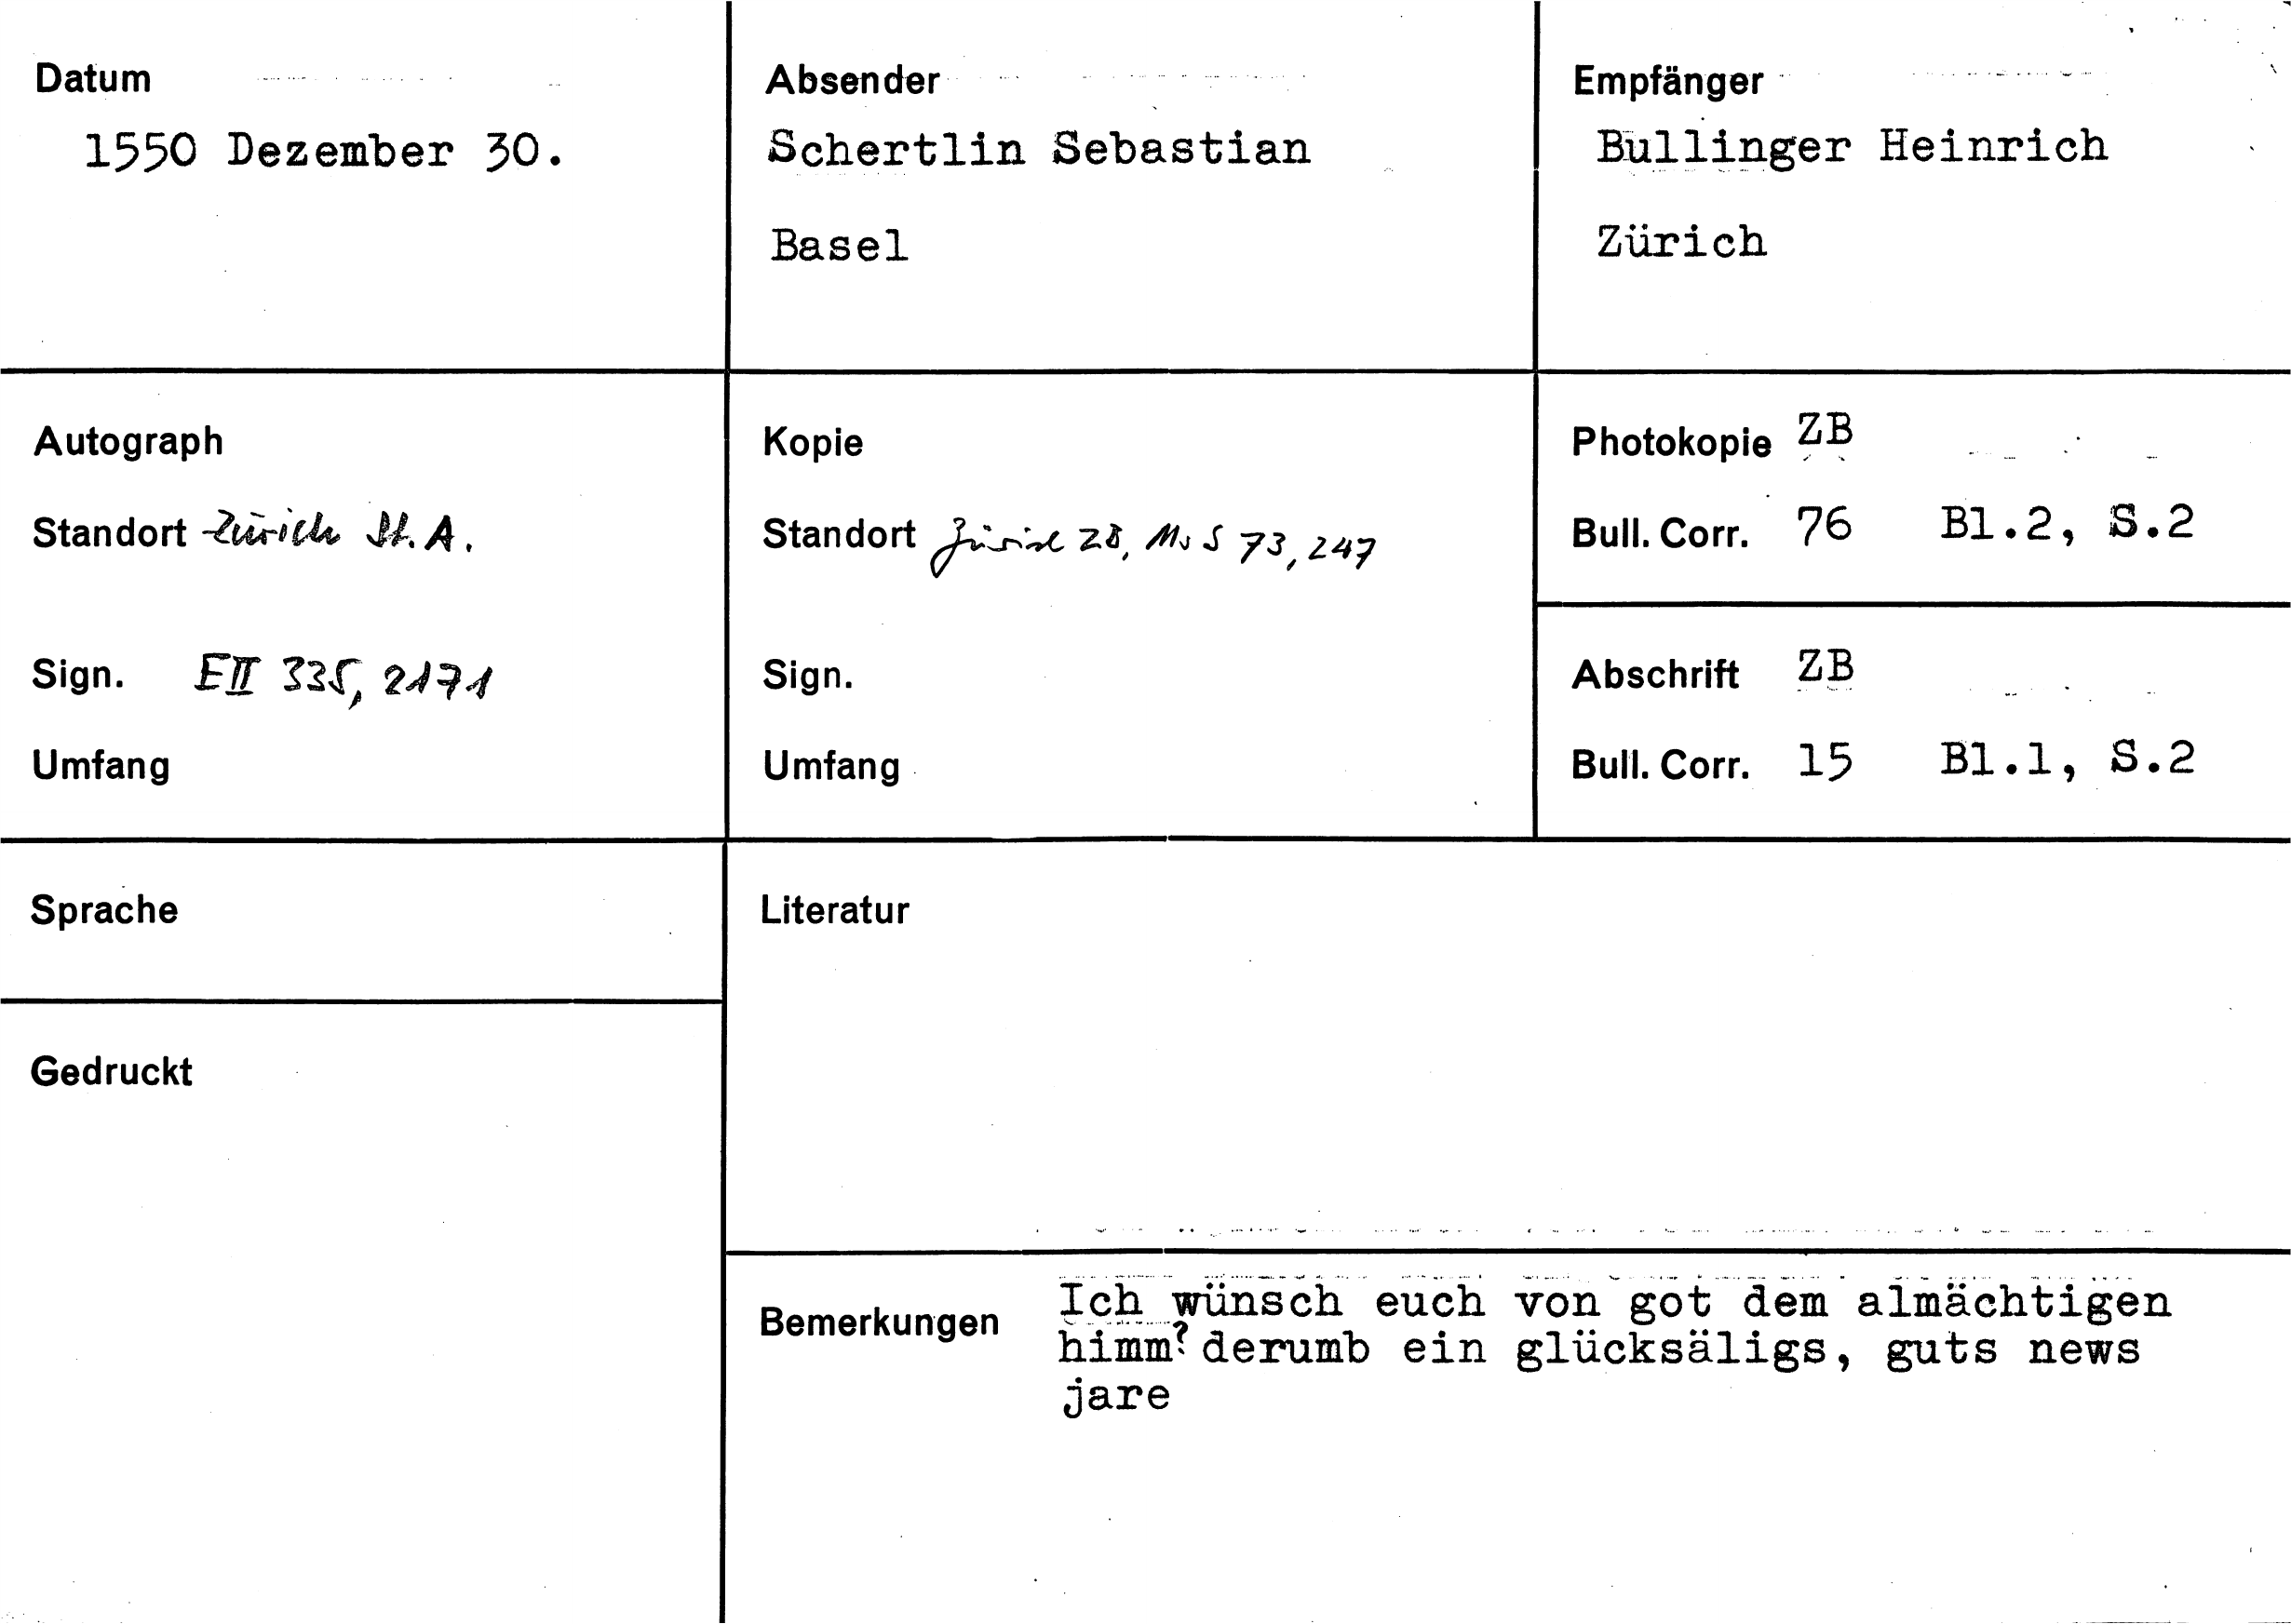 Datum
1550 Dezember 30.
Absender
Schertlin Sebastian
Basel
Empfänger
Bullinger Heinrich
Zürich
Autograph
Standort Zürich St. A.
Sign. EII 335, 2171
Umfang
Kopie
Standort Zürich ZB, Ms S 73, 247
Sign.
Umfang
Photokopie ZB
Bull. Corr. 76 Bl.2, S.2
Abschrift ZB
Bull. Corr. 15 Bl.1, S.2
Sprache
Gedruckt
Literatur
Bemerkungen
Ich wünsch euch von got dem almächtigen
himm? derumb ein glücksäligs, guts news
jare